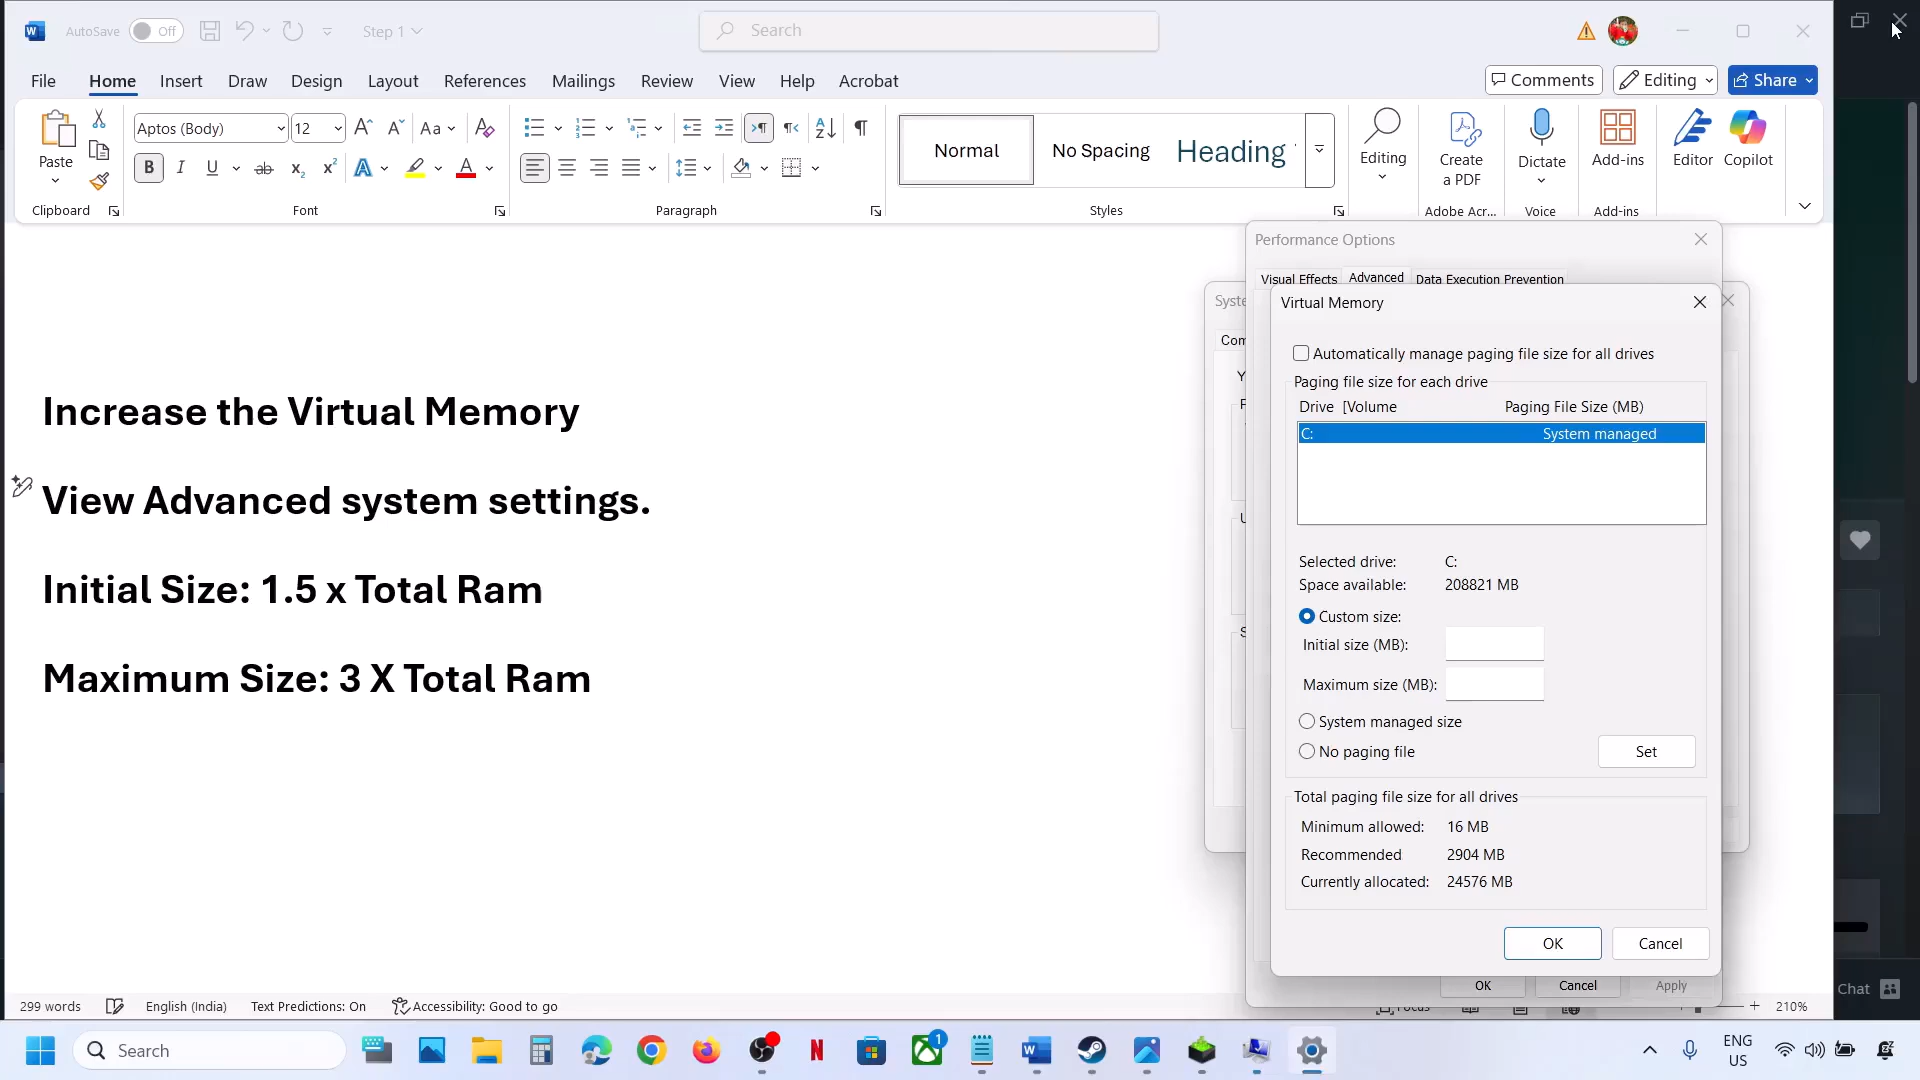 AutoSave Off Step 1 Search
File Home Insert Draw Design Layout References Mailings Review View Help Acrobat Comments Editing Share
Aptos (Body) 12 Aa
Paste
B I U ab x₂ x² A A
Normal No Spacing Heading
Editing Create a PDF Dictate Add-ins Editor Copilot
Clipboard Font Paragraph Styles Adobe Acr... Voice Add-ins
Performance Options
Visual Effects Advanced Data Execution Prevention
Syste
Virtual Memory
Com
Automatically manage paging file size for all drives
Paging file size for each drive
Drive [Volume Paging File Size (MB)
C: System managed
Increase the Virtual Memory
View Advanced system settings.
Initial Size: 1.5 x Total Ram
Maximum Size: 3 X Total Ram
Selected drive: C:
Space available: 208821 MB
Custom size:
Initial size (MB):
Maximum size (MB):
System managed size
No paging file Set
Total paging file size for all drives
Minimum allowed: 16 MB
Recommended 2904 MB
Currently allocated: 24576 MB
OK Cancel
OK Cancel Apply
Chat
299 words English (India) Text Predictions: On Accessibility: Good to go Focus 210%
Search 1 ENG
US